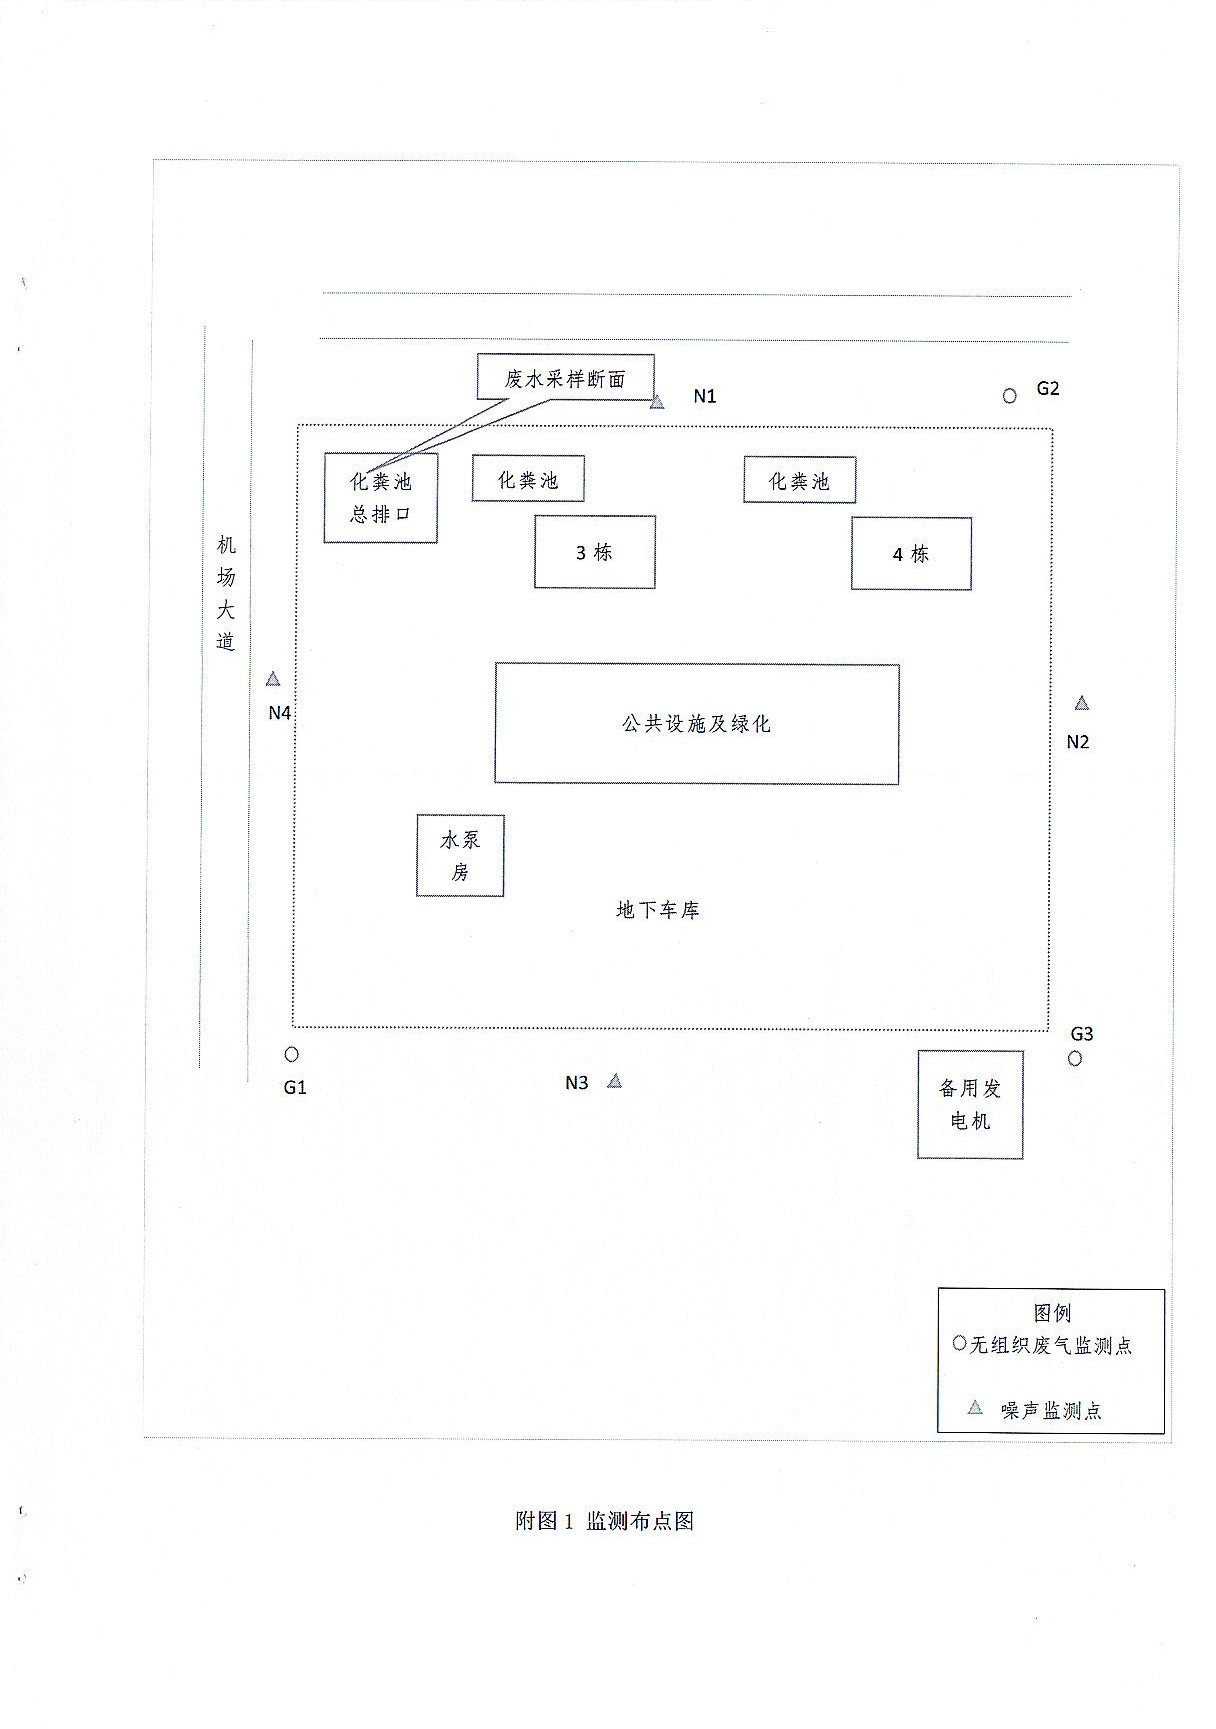 废水采样断面
N1
G2
化粪池
总排口
化粪池
化粪池
3 栋
4 栋
机
场
大
道
N4
公共设施及绿化
N2
水泵
房
地下车库
G1
N3
G3
备用发
电机
图例
无组织废气监测点
噪声监测点
附图 1 监测布点图